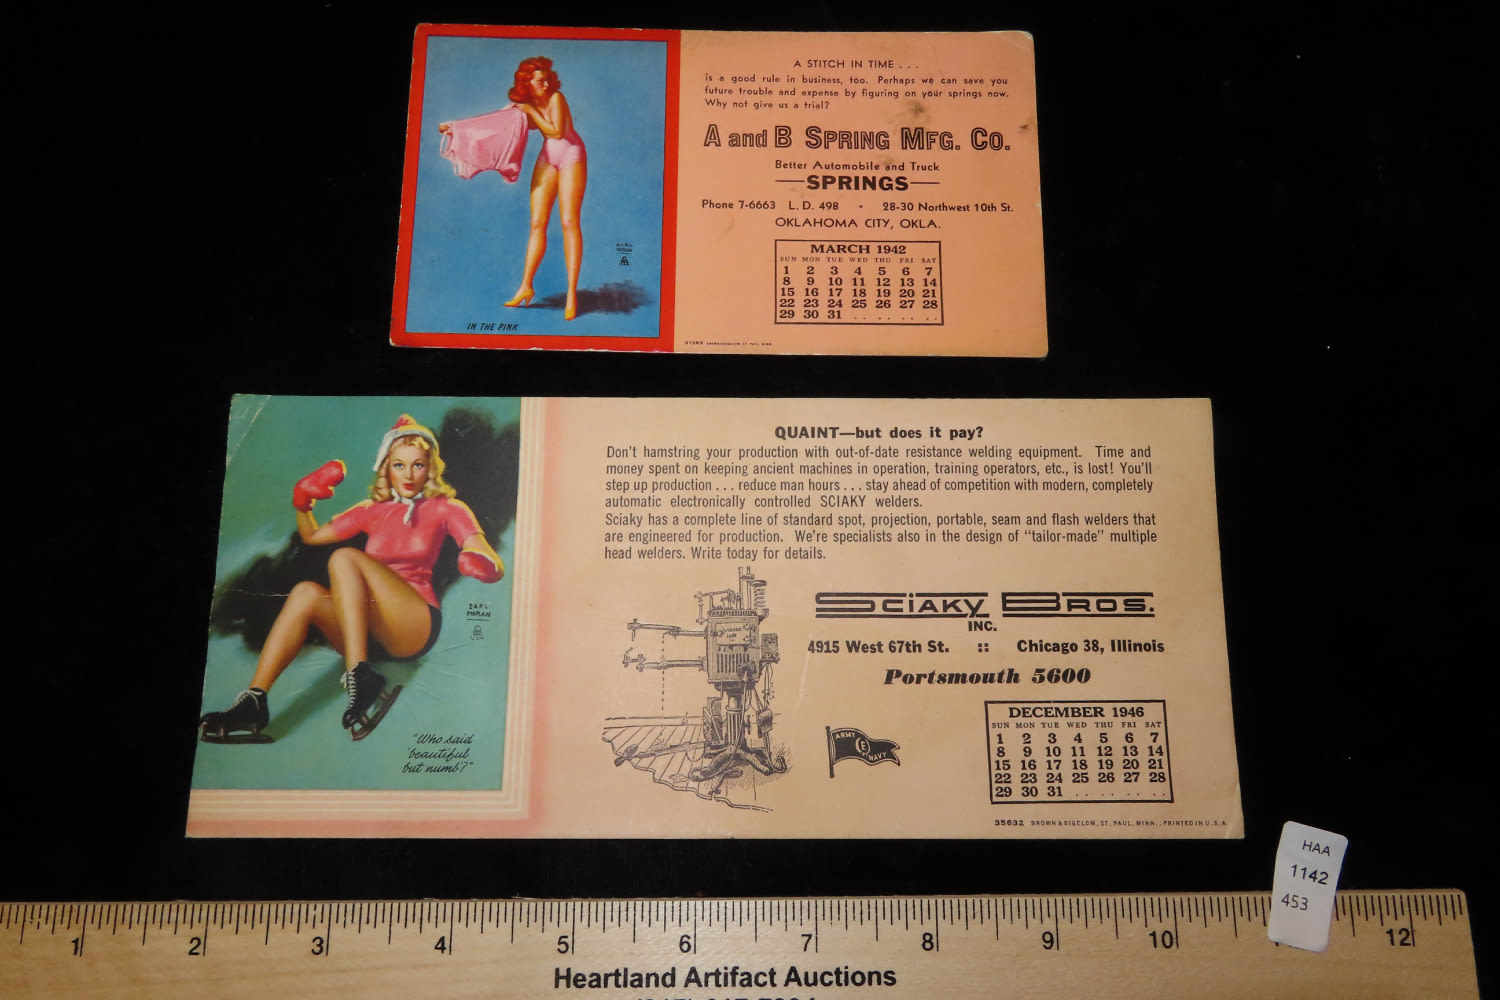 A STITCH IN TIME . . .
is a good rule in business, too. Perhaps we can save you
future trouble and expense by figuring on your springs now.
Why not give us a trial?
A and B SPRING MFG. CO.
Better Automobile and Truck
—SPRINGS—
Phone 7-6663 L. D. 498 • 28-30 Northwest 10th St.
OKLAHOMA CITY, OKLA.
MARCH 1942
SUN MON TUE WED THU FRI SAT
1 2 3 4 5 6 7
8 9 10 11 12 13 14
15 16 17 18 19 20 21
22 23 24 25 26 27 28
29 30 31 . . . .
EARL
MORAN
IN THE PINK
BROWN & BIGELOW, ST. PAUL, MINN.
QUAINT—but does it pay?
Don't hamstring your production with out-of-date resistance welding equipment. Time and
money spent on keeping ancient machines in operation, training operators, etc., is lost! You'll
step up production . . . reduce man hours . . . stay ahead of competition with modern, completely
automatic electronically controlled SCIAKY welders.
Sciaky has a complete line of standard spot, projection, portable, seam and flash welders that
are engineered for production. We're specialists also in the design of "tailor-made" multiple
head welders. Write today for details.
SCIAKY BROS.
INC.
4915 West 67th St. :: Chicago 38, Illinois
Portsmouth 5600
ARMY
E
NAVY
DECEMBER 1946
SUN MON TUE WED THU FRI SAT
1 2 3 4 5 6 7
8 9 10 11 12 13 14
15 16 17 18 19 20 21
22 23 24 25 26 27 28
29 30 31 . . . .
35632 BROWN & BIGELOW, ST. PAUL, MINN., PRINTED IN U.S.A.
EARL
MORAN
"Who said
'beautiful
but numb'?"
HAA
1142
453
1 2 3 4 5 6 7 8 9 10 12
Heartland Artifact Auctions